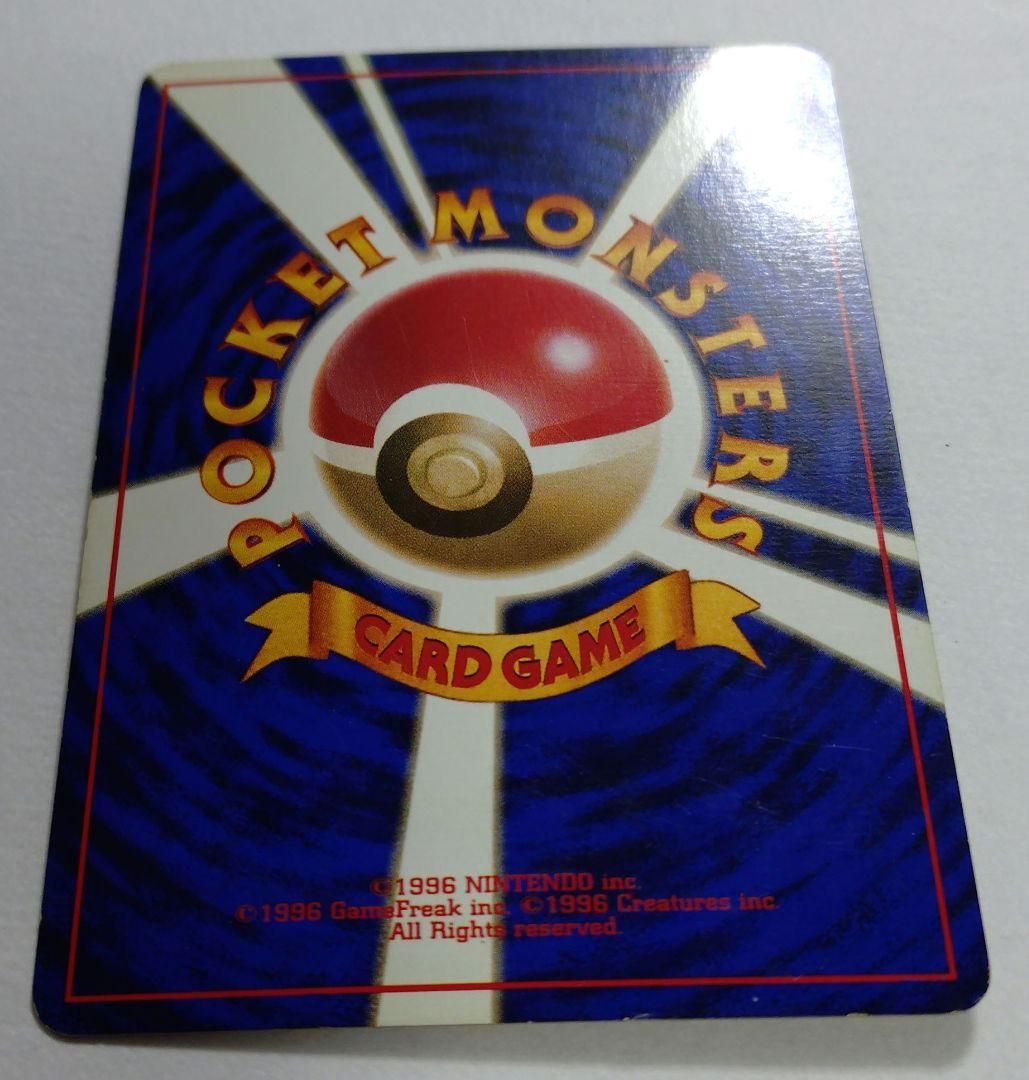 POCKET MONSTERS
CARD GAME
©1996 NINTENDO inc.
©1996 GameFreak inc. ©1996 Creatures inc.
All Rights reserved.